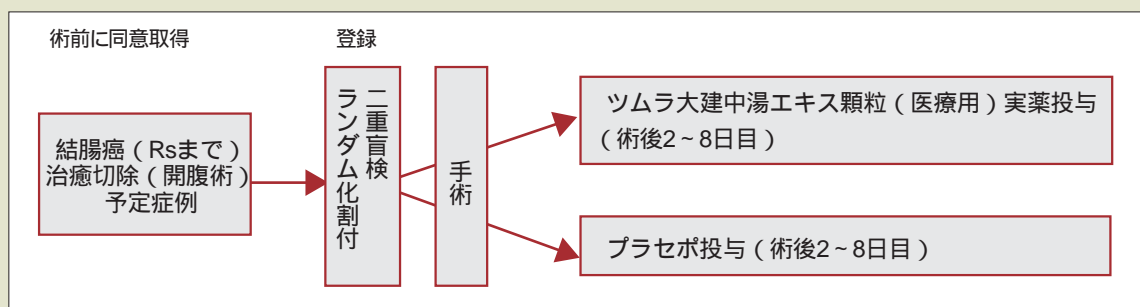 術前に同意取得
登録
結腸癌（Rsまで）
治癒切除（開腹術）
予定症例
二重盲検
ランダム化割付
手術
ツムラ大建中湯エキス顆粒（医療用）実薬投与
（術後2～8日目）
プラセポ投与（術後2～8日目）